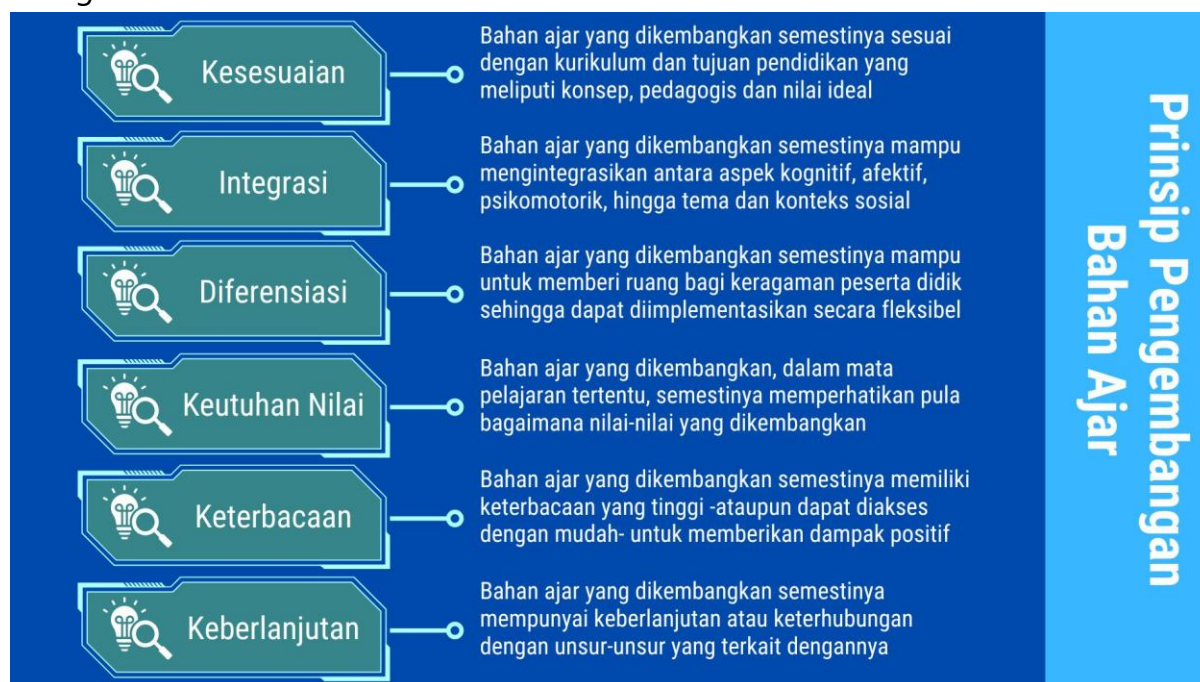 Kesesuaian
Bahan ajar yang dikembangkan semestinya sesuai
dengan kurikulum dan tujuan pendidikan yang
meliputi konsep, pedagogis dan nilai ideal
Integrasi
Bahan ajar yang dikembangkan semestinya mampu
mengintegrasikan antara aspek kognitif, afektif,
psikomotorik, hingga tema dan konteks sosial
Diferensiasi
Bahan ajar yang dikembangkan semestinya mampu
untuk memberi ruang bagi keragaman peserta didik
sehingga dapat diimplementasikan secara fleksibel
Keutuhan Nilai
Bahan ajar yang dikembangkan, dalam mata
pelajaran tertentu, semestinya memperhatikan pula
bagaimana nilai-nilai yang dikembangkan
Keterbacaan
Bahan ajar yang dikembangkan semestinya memiliki
keterbacaan yang tinggi -ataupun dapat diakses
dengan mudah- untuk memberikan dampak positif
Keberlanjutan
Bahan ajar yang dikembangkan semestinya
mempunyai keberlanjutan atau keterhubungan
dengan unsur-unsur yang terkait dengannya
Prinsip Pengembangan
Bahan Ajar